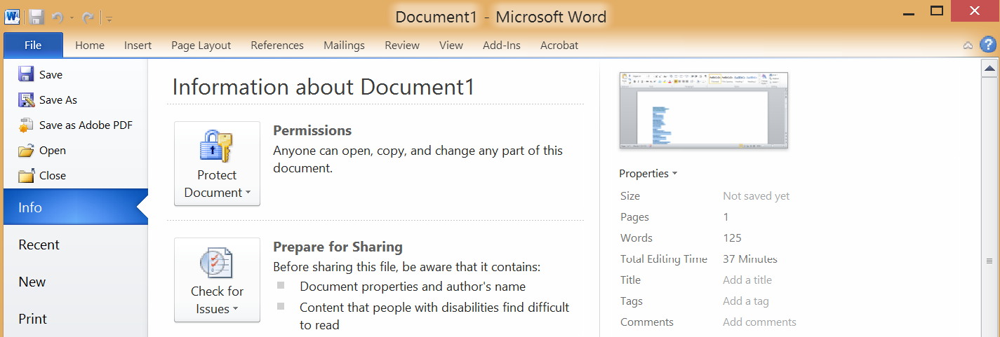 Document1 - Microsoft Word
File Home Insert Page Layout References Mailings Review View Add-Ins Acrobat
Save
Save As
Save as Adobe PDF
Open
Close
Info
Recent
New
Print
Information about Document1
Protect
Document
Permissions
Anyone can open, copy, and change any part of this
document.
Check for
Issues
Prepare for Sharing
Before sharing this file, be aware that it contains:
Document properties and author's name
Content that people with disabilities find difficult
to read
Properties
Size Not saved yet
Pages 1
Words 125
Total Editing Time 37 Minutes
Title Add a title
Tags Add a tag
Comments Add comments